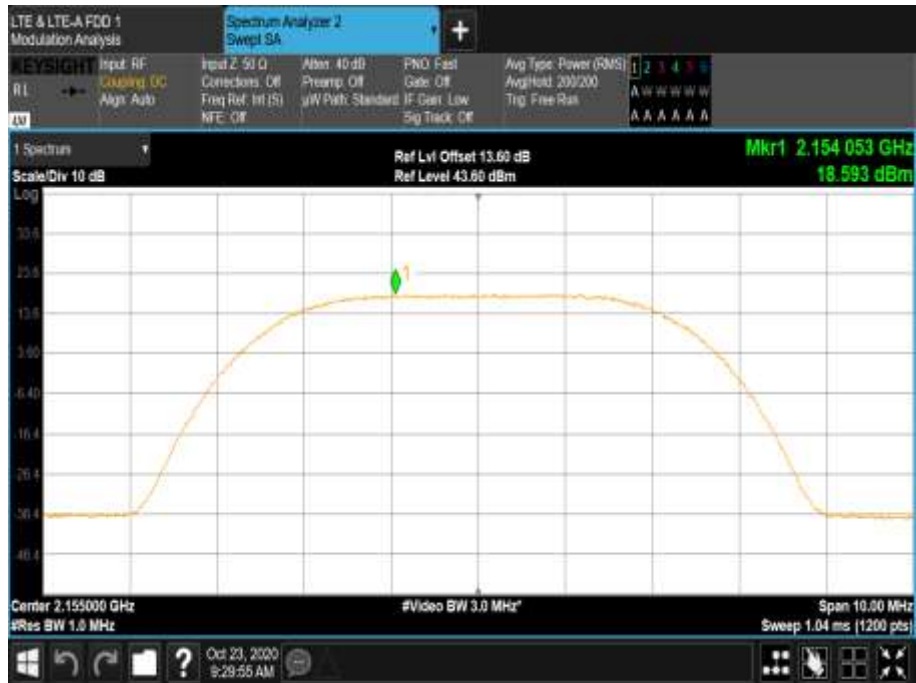 LTE & LTE-A FDD 1
Modulation Analysis
Spectrum Analyzer 2
Swept SA
KEYSIGHT
RL
Input: RF
Coupling: DC
Align: Auto
Input Z: 50 Ω
Corrections: Off
Freq Ref: Int (S)
NFE: Off
Atten: 40 dB
Preamp: Off
µW Path: Standard
PNO: Fast
Gate: Off
IF Gain: Low
Sig Track: Off
Avg Type: Power (RMS)
Avg|Hold: 200/200
Trig: Free Run
1 2 3 4 5 6
A W W W W W
A A A A A A
1 Spectrum
Scale/Div 10 dB
Ref Lvl Offset 13.60 dB
Ref Level 43.60 dBm
Mkr1 2.154 053 GHz
18.593 dBm
Log
33.6
23.6
13.6
3.60
-6.40
-16.4
-26.4
-36.4
-46.4
1
Center 2.155000 GHz
#Video BW 3.0 MHz*
Span 10.00 MHz
#Res BW 1.0 MHz
Sweep 1.04 ms (1200 pts)
?
Oct 23, 2020
9:29:55 AM